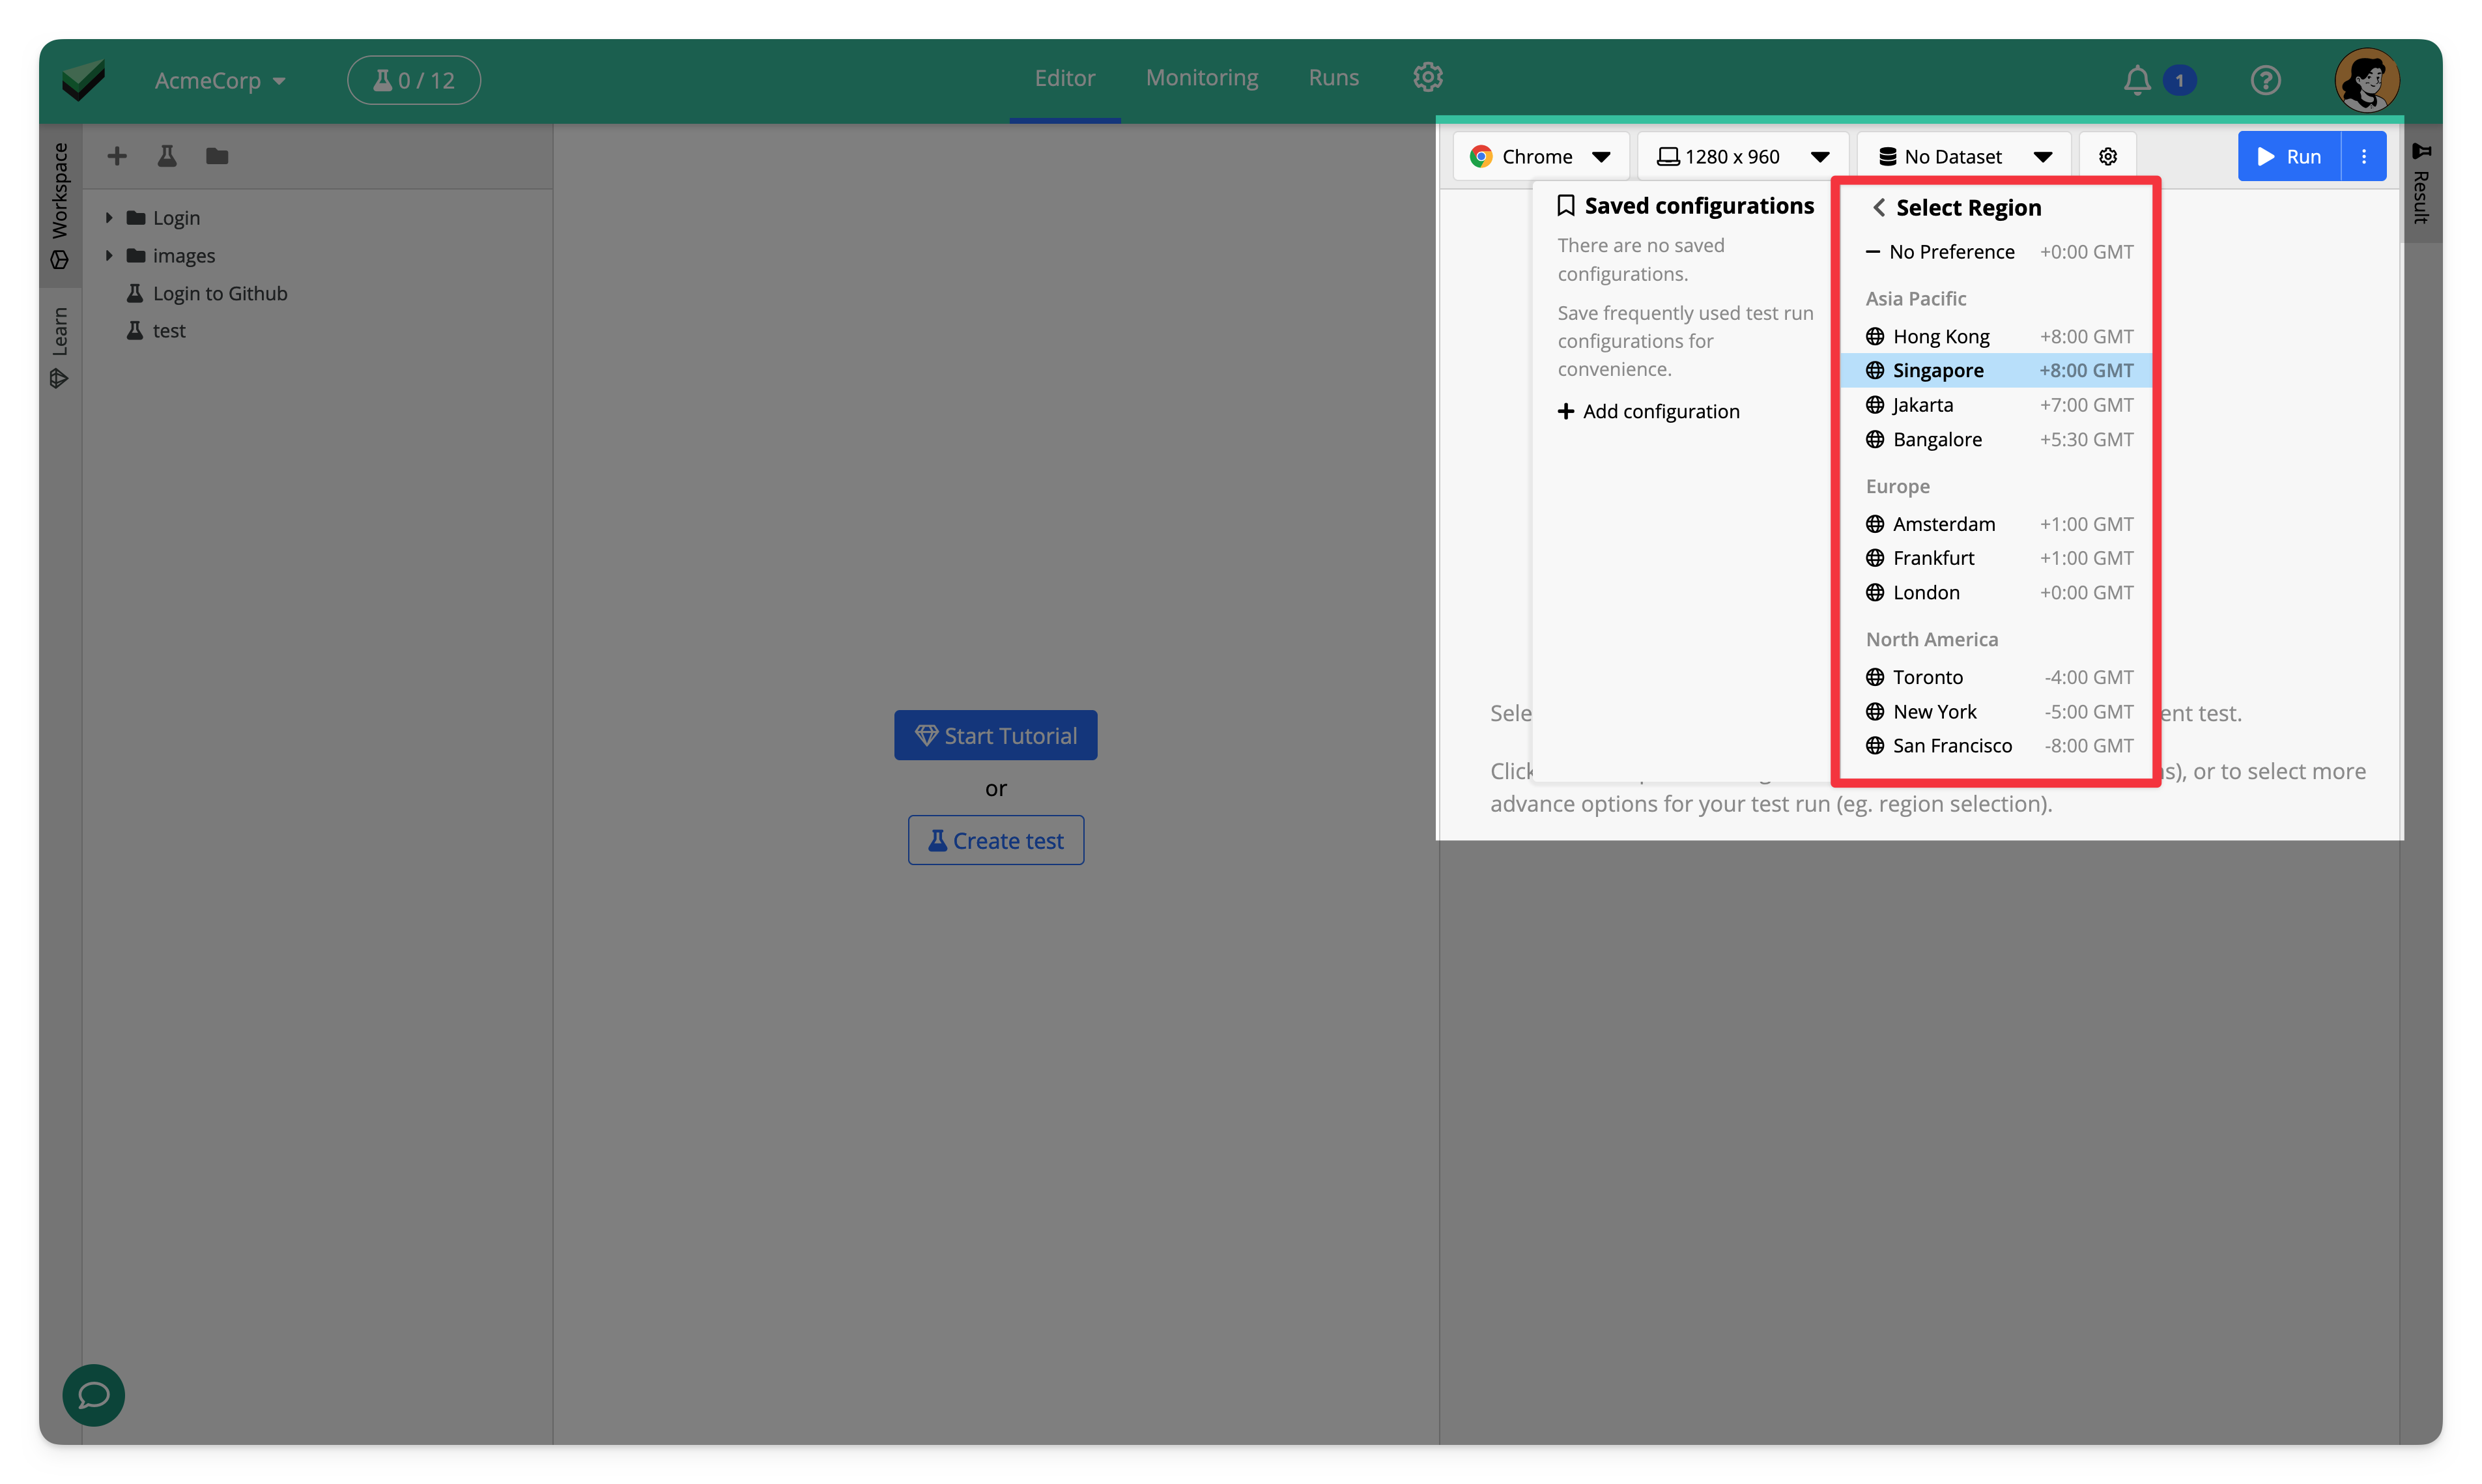 AcmeCorp
0 / 12
Editor
Monitoring
Runs
1
Workspace
Learn
Login
images
Login to Github
test
Start Tutorial
or
Create test
Chrome
1280 x 960
No Dataset
Run
Result
Saved configurations
There are no saved
configurations.
Save frequently used test run
configurations for
convenience.
Add configuration
Select Region
No Preference +0:00 GMT
Asia Pacific
Hong Kong +8:00 GMT
Singapore +8:00 GMT
Jakarta +7:00 GMT
Bangalore +5:30 GMT
Europe
Amsterdam +1:00 GMT
Frankfurt +1:00 GMT
London +0:00 GMT
North America
Toronto -4:00 GMT
New York -5:00 GMT
San Francisco -8:00 GMT
test.
Click
or to select more
advance options for your test run (eg. region selection).